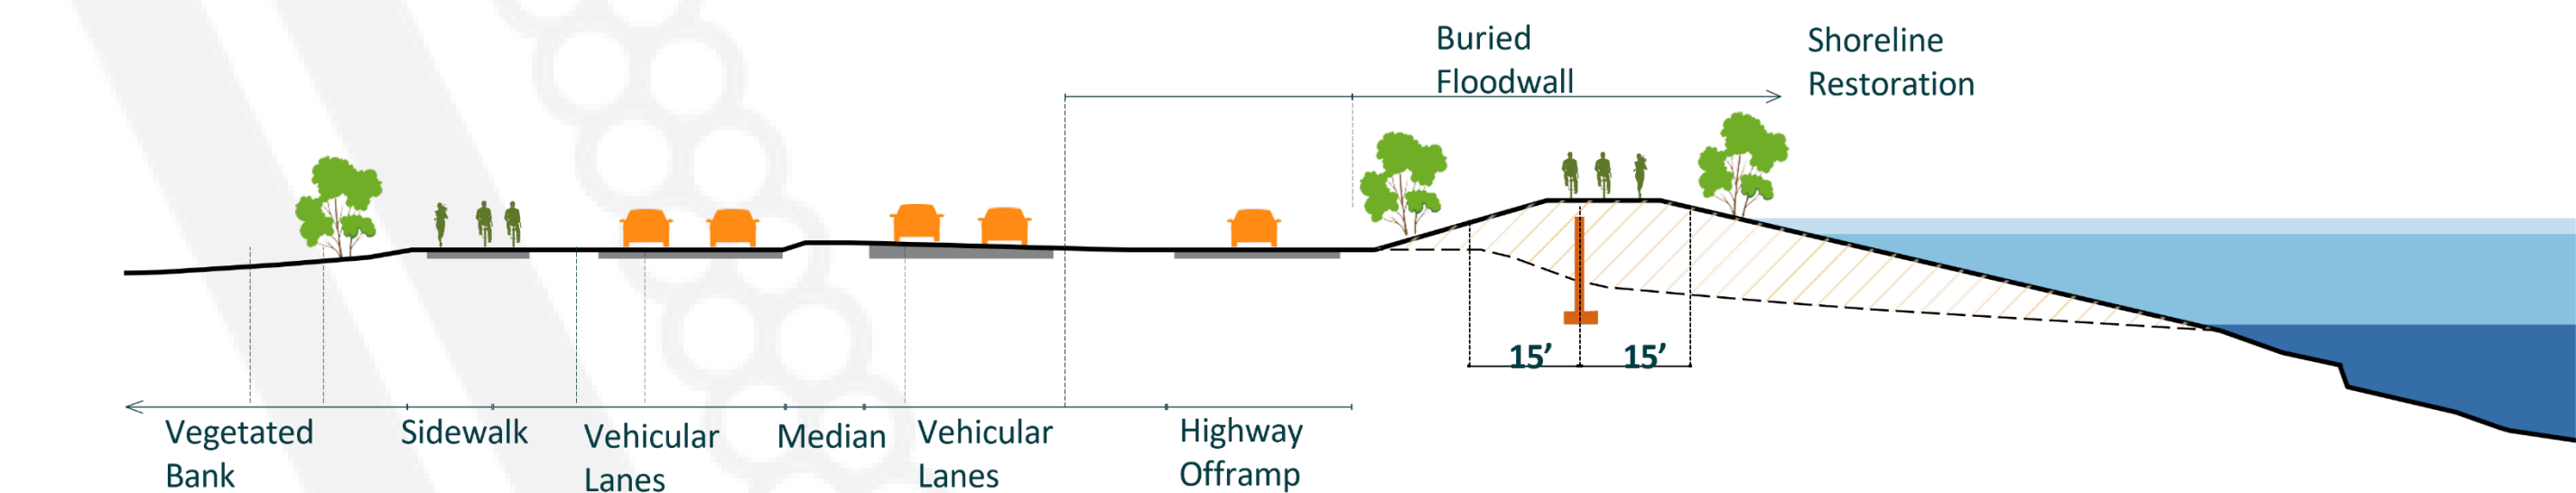 Buried
Floodwall
Shoreline
Restoration
15’
15’
Vegetated
Bank
Sidewalk
Vehicular
Lanes
Median
Vehicular
Lanes
Highway
Offramp